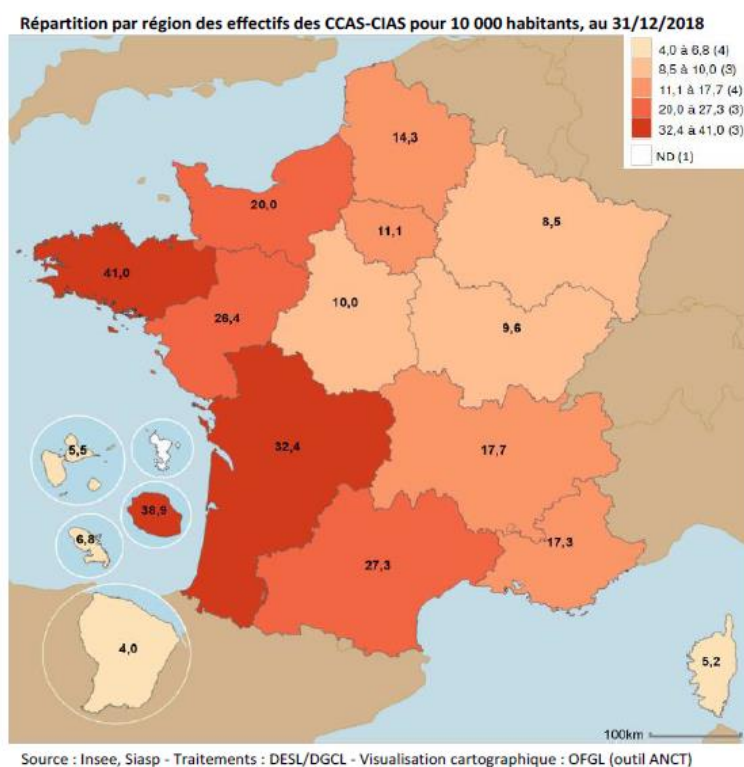 Répartition par région des effectifs des CCAS-CIAS pour 10 000 habitants, au 31/12/2018
4,0 à 6,8 (4)
8,5 à 10,0 (3)
11,1 à 17,7 (4)
20,0 à 27,3 (3)
32,4 à 41,0 (3)
ND (1)
14,3
20,0
11,1
8,5
41,0
26,4
10,0
9,6
5,5
32,4
17,7
38,9
6,8
27,3
17,3
4,0
5,2
100km
Source : Insee, Siasp - Traitements : DESL/DGCL - Visualisation cartographique : OFGL (outil ANCT)